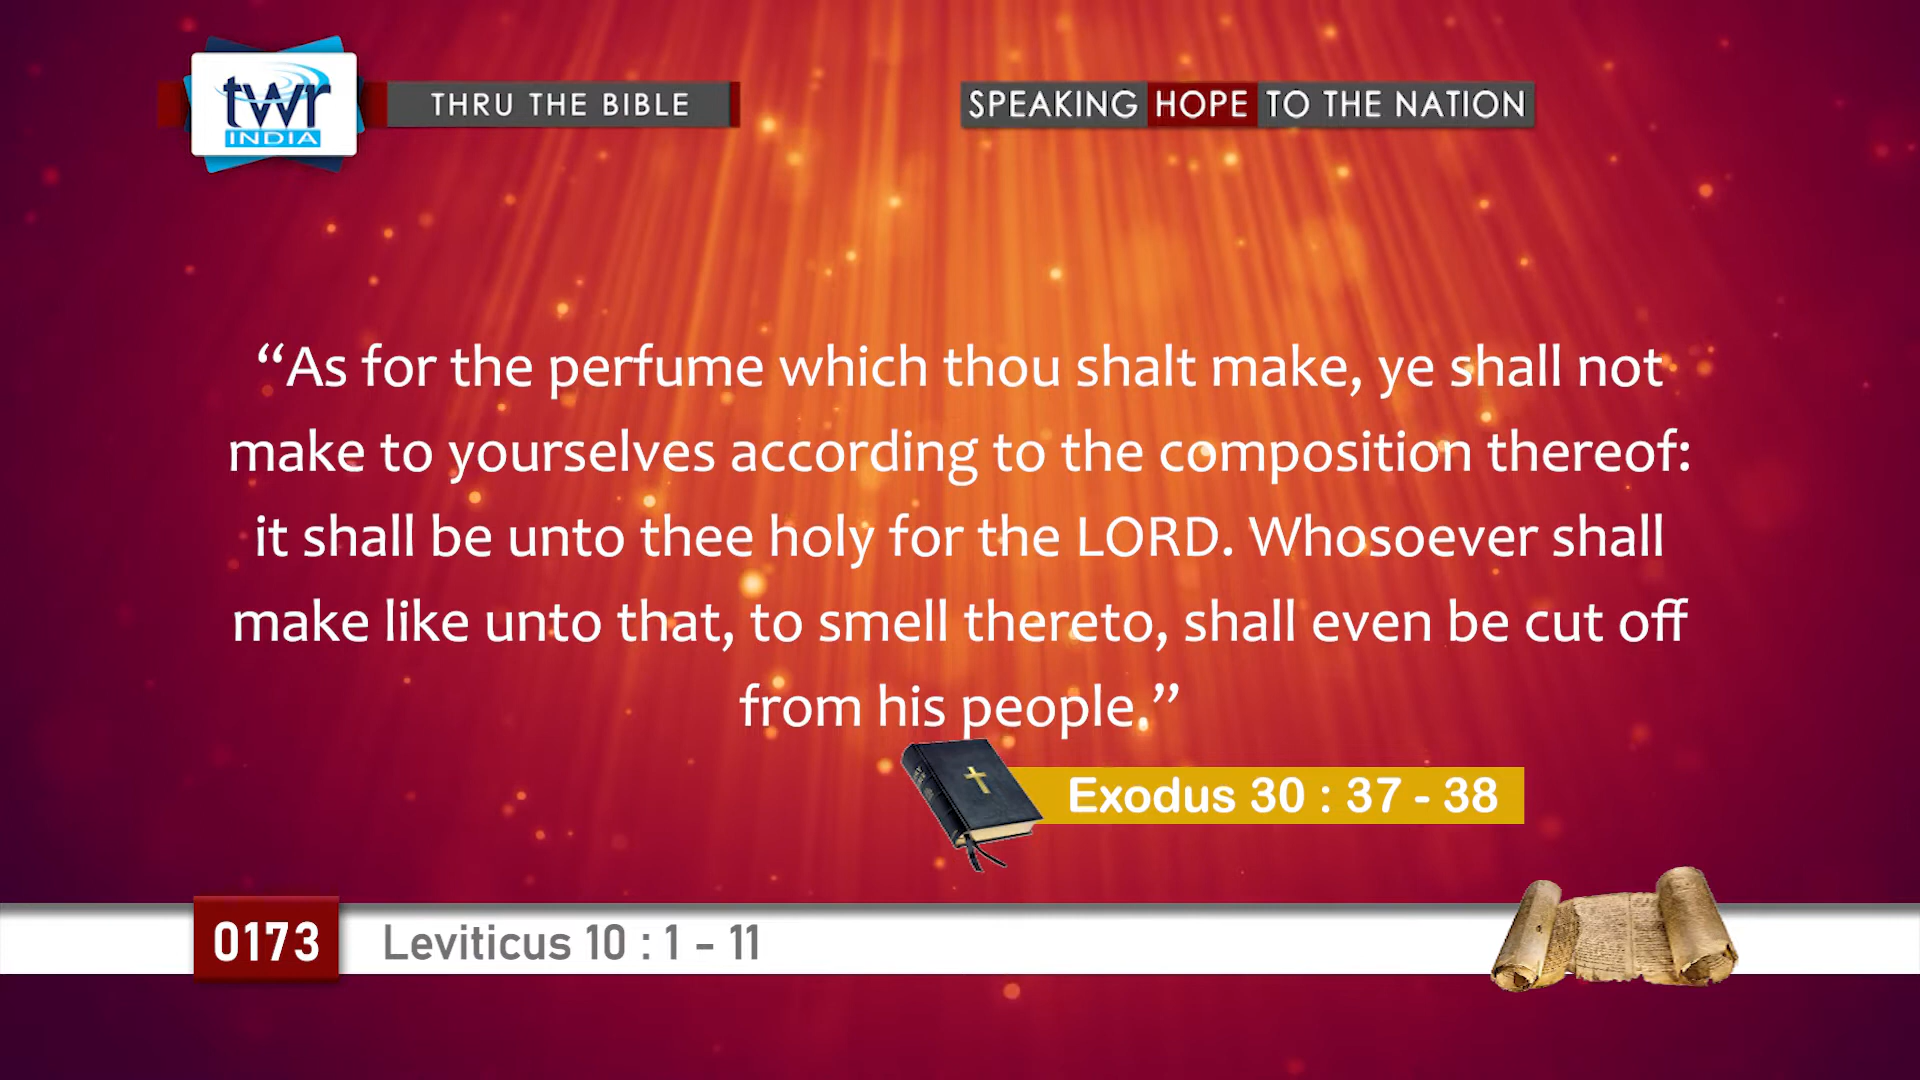 twr
INDIA
THRU THE BIBLE
SPEAKING HOPE TO THE NATION
“As for the perfume which thou shalt make, ye shall not
make to yourselves according to the composition thereof:
it shall be unto thee holy for the LORD. Whosoever shall
make like unto that, to smell thereto, shall even be cut off
from his people.”
Exodus 30 : 37 - 38
0173
Leviticus 10 : 1 - 11